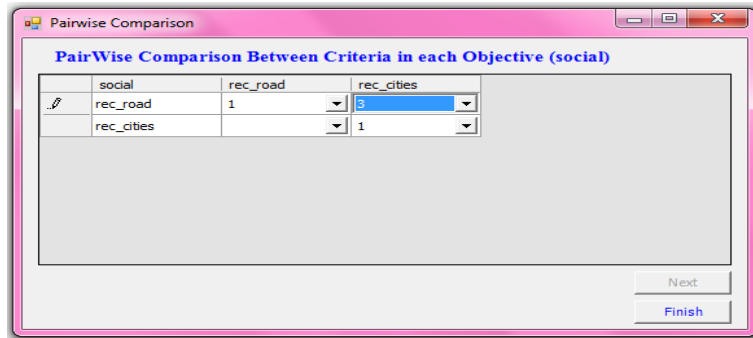 Pairwise Comparison
PairWise Comparison Between Criteria in each Objective (social)
social rec_road rec_cities
rec_road 1 3
rec_cities 1
Next
Finish